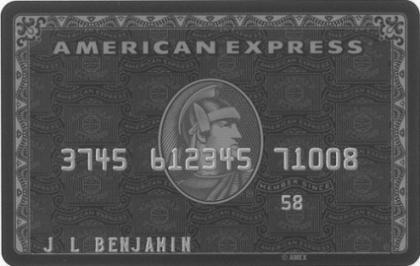 AMERICAN EXPRESS
3745 612345 71008
MEMBER SINCE
58
J L BENJAMIN
© AMEX